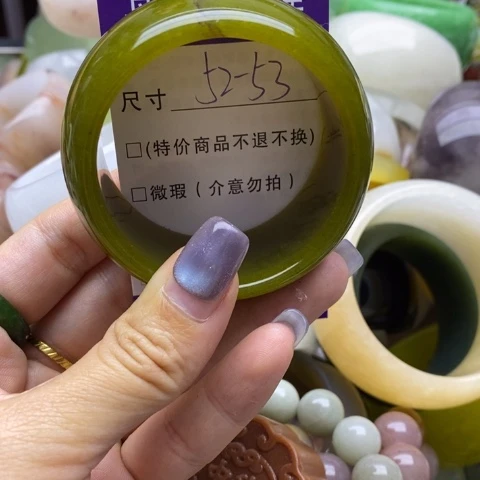 尺寸 52-53
□(特价商品不退不换)
□微瑕(介意勿拍)